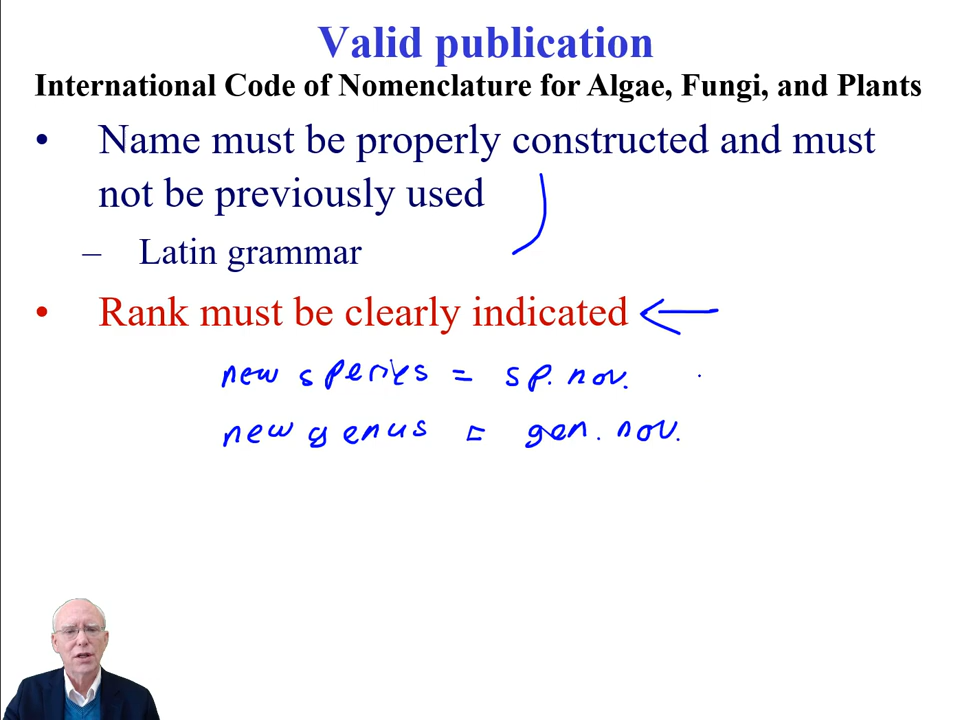 Valid publication
International Code of Nomenclature for Algae, Fungi, and Plants
• Name must be properly constructed and must
not be previously used
– Latin grammar
• Rank must be clearly indicated
new species = sp. nov.
new genus = gen. nov.